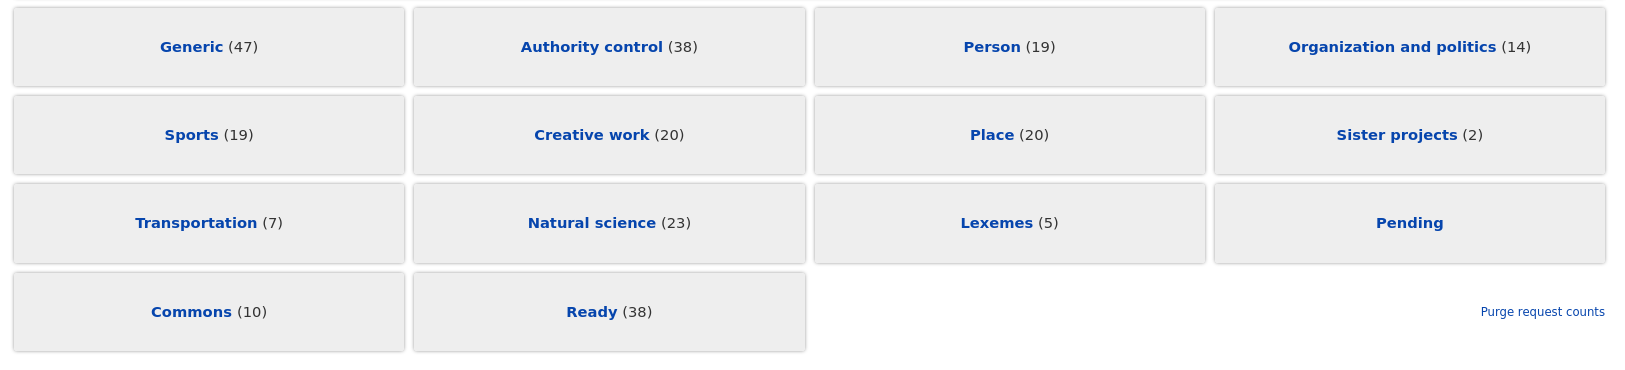 Generic (47)
Authority control (38)
Person (19)
Organization and politics (14)
Sports (19)
Creative work (20)
Place (20)
Sister projects (2)
Transportation (7)
Natural science (23)
Lexemes (5)
Pending
Commons (10)
Ready (38)
Purge request counts